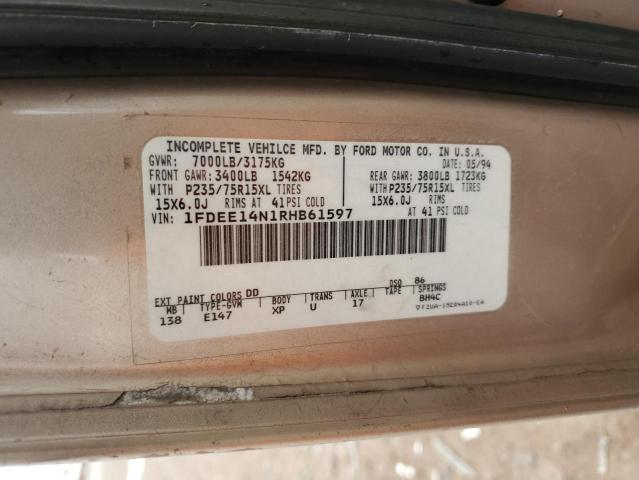 INCOMPLETE VEHILCE MFD. BY FORD MOTOR CO. IN U.S.A.
GVWR: 7000LB/3175KG DATE: 05/94
FRONT GAWR: 3400LB 1542KG REAR GAWR: 3800LB 1723KG
WITH P235/75R15XL TIRES WITH P235/75R15XL TIRES
15X6.0J RIMS AT 41 PSI COLD 15X6.0J RIMS
VIN: 1FDEE14N1RHB61597 AT 41 PSI COLD
EXT PAINT COLORS DD DSO 86
WB TYPE-GVM BODY TRANS AXLE TAPE SPRINGS
138 E147 XP U 17 8H4C